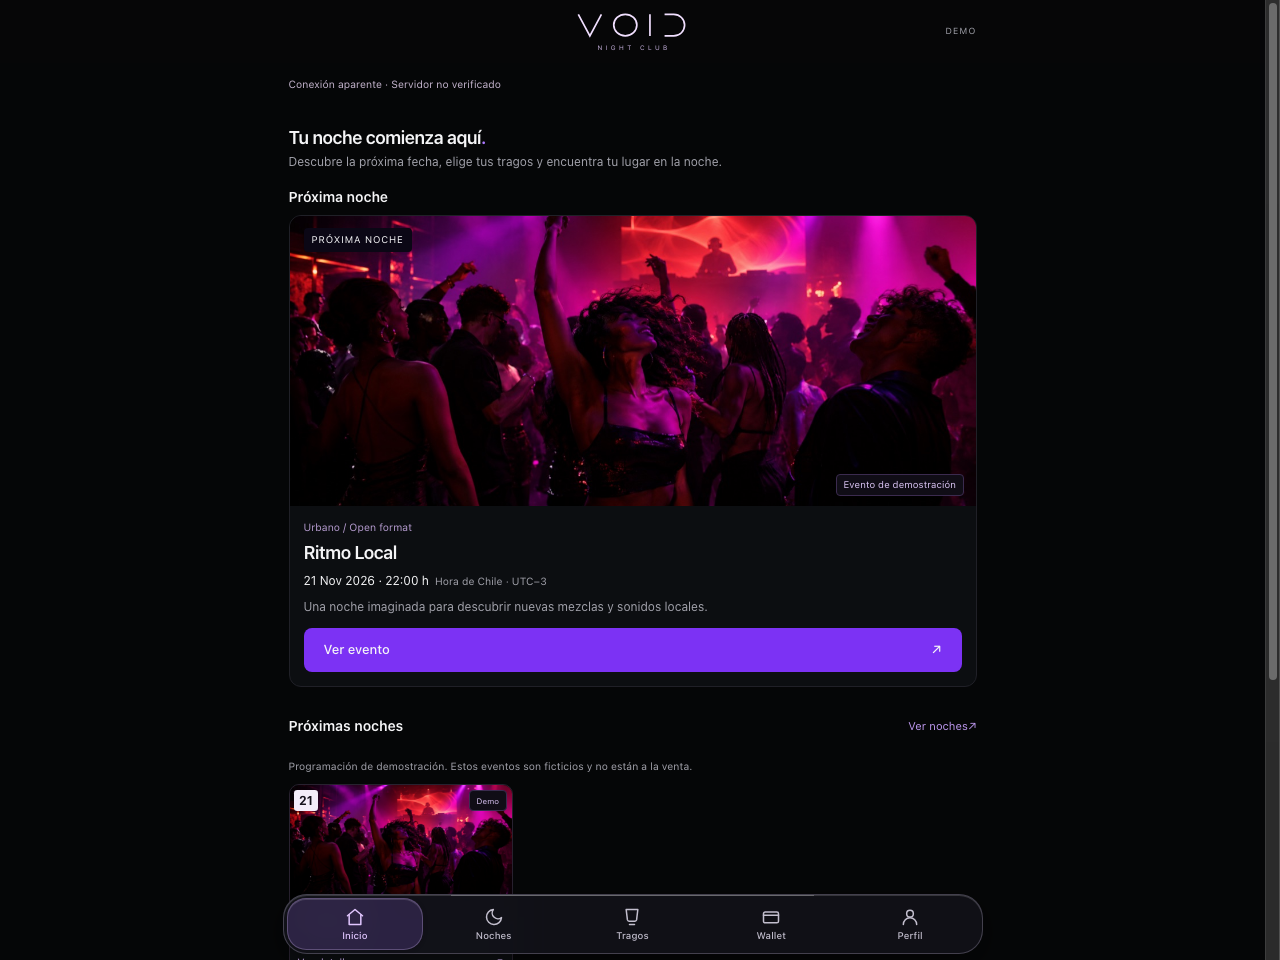 VOID
NIGHT CLUB
DEMO
Conexión aparente · Servidor no verificado
Tu noche comienza aquí.
Descubre la próxima fecha, elige tus tragos y encuentra tu lugar en la noche.
Próxima noche
PRÓXIMA NOCHE
Evento de demostración
Urbano / Open format
Ritmo Local
21 Nov 2026 · 22:00 h Hora de Chile · UTC−3
Una noche imaginada para descubrir nuevas mezclas y sonidos locales.
Ver evento ↗
Próximas noches
Ver noches↗
Programación de demostración. Estos eventos son ficticios y no están a la venta.
21
Demo
Inicio
Noches
Tragos
Wallet
Perfil